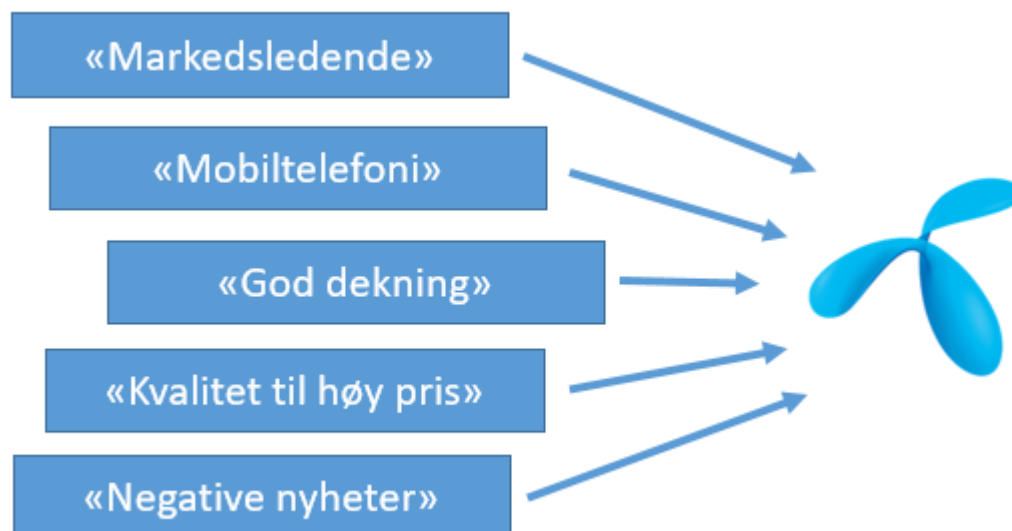 «Markedsledende»
«Mobiltelefoni»
«God dekning»
«Kvalitet til høy pris»
«Negative nyheter»